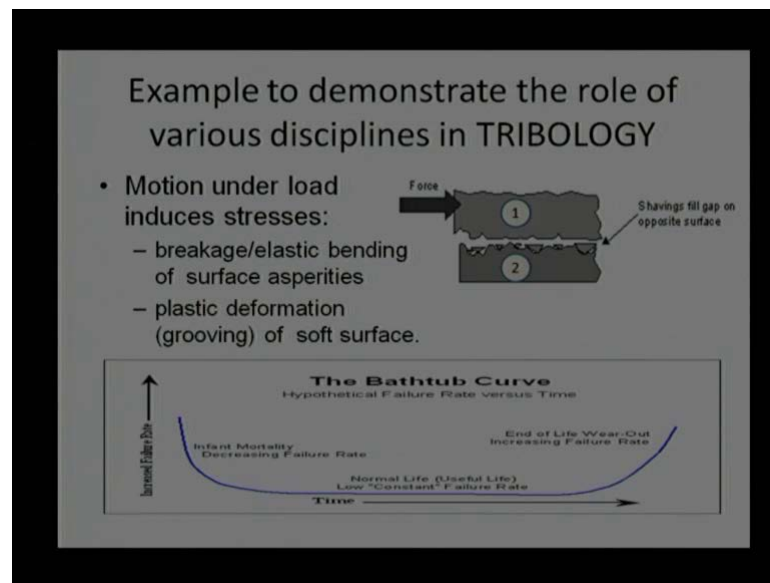 Example to demonstrate the role of
various disciplines in TRIBOLOGY
• Motion under load
induces stresses:
– breakage/elastic bending
of surface asperities
– plastic deformation
(grooving) of soft surface.
Force
1
2
Shavings fill gap on
opposite surface
The Bathtub Curve
Hypothetical Failure Rate versus Time
Increased Failure Rate
Infant Mortality
Decreasing Failure Rate
End of Life Wear-Out
Increasing Failure Rate
Normal Life (Useful Life)
Low "Constant" Failure Rate
Time